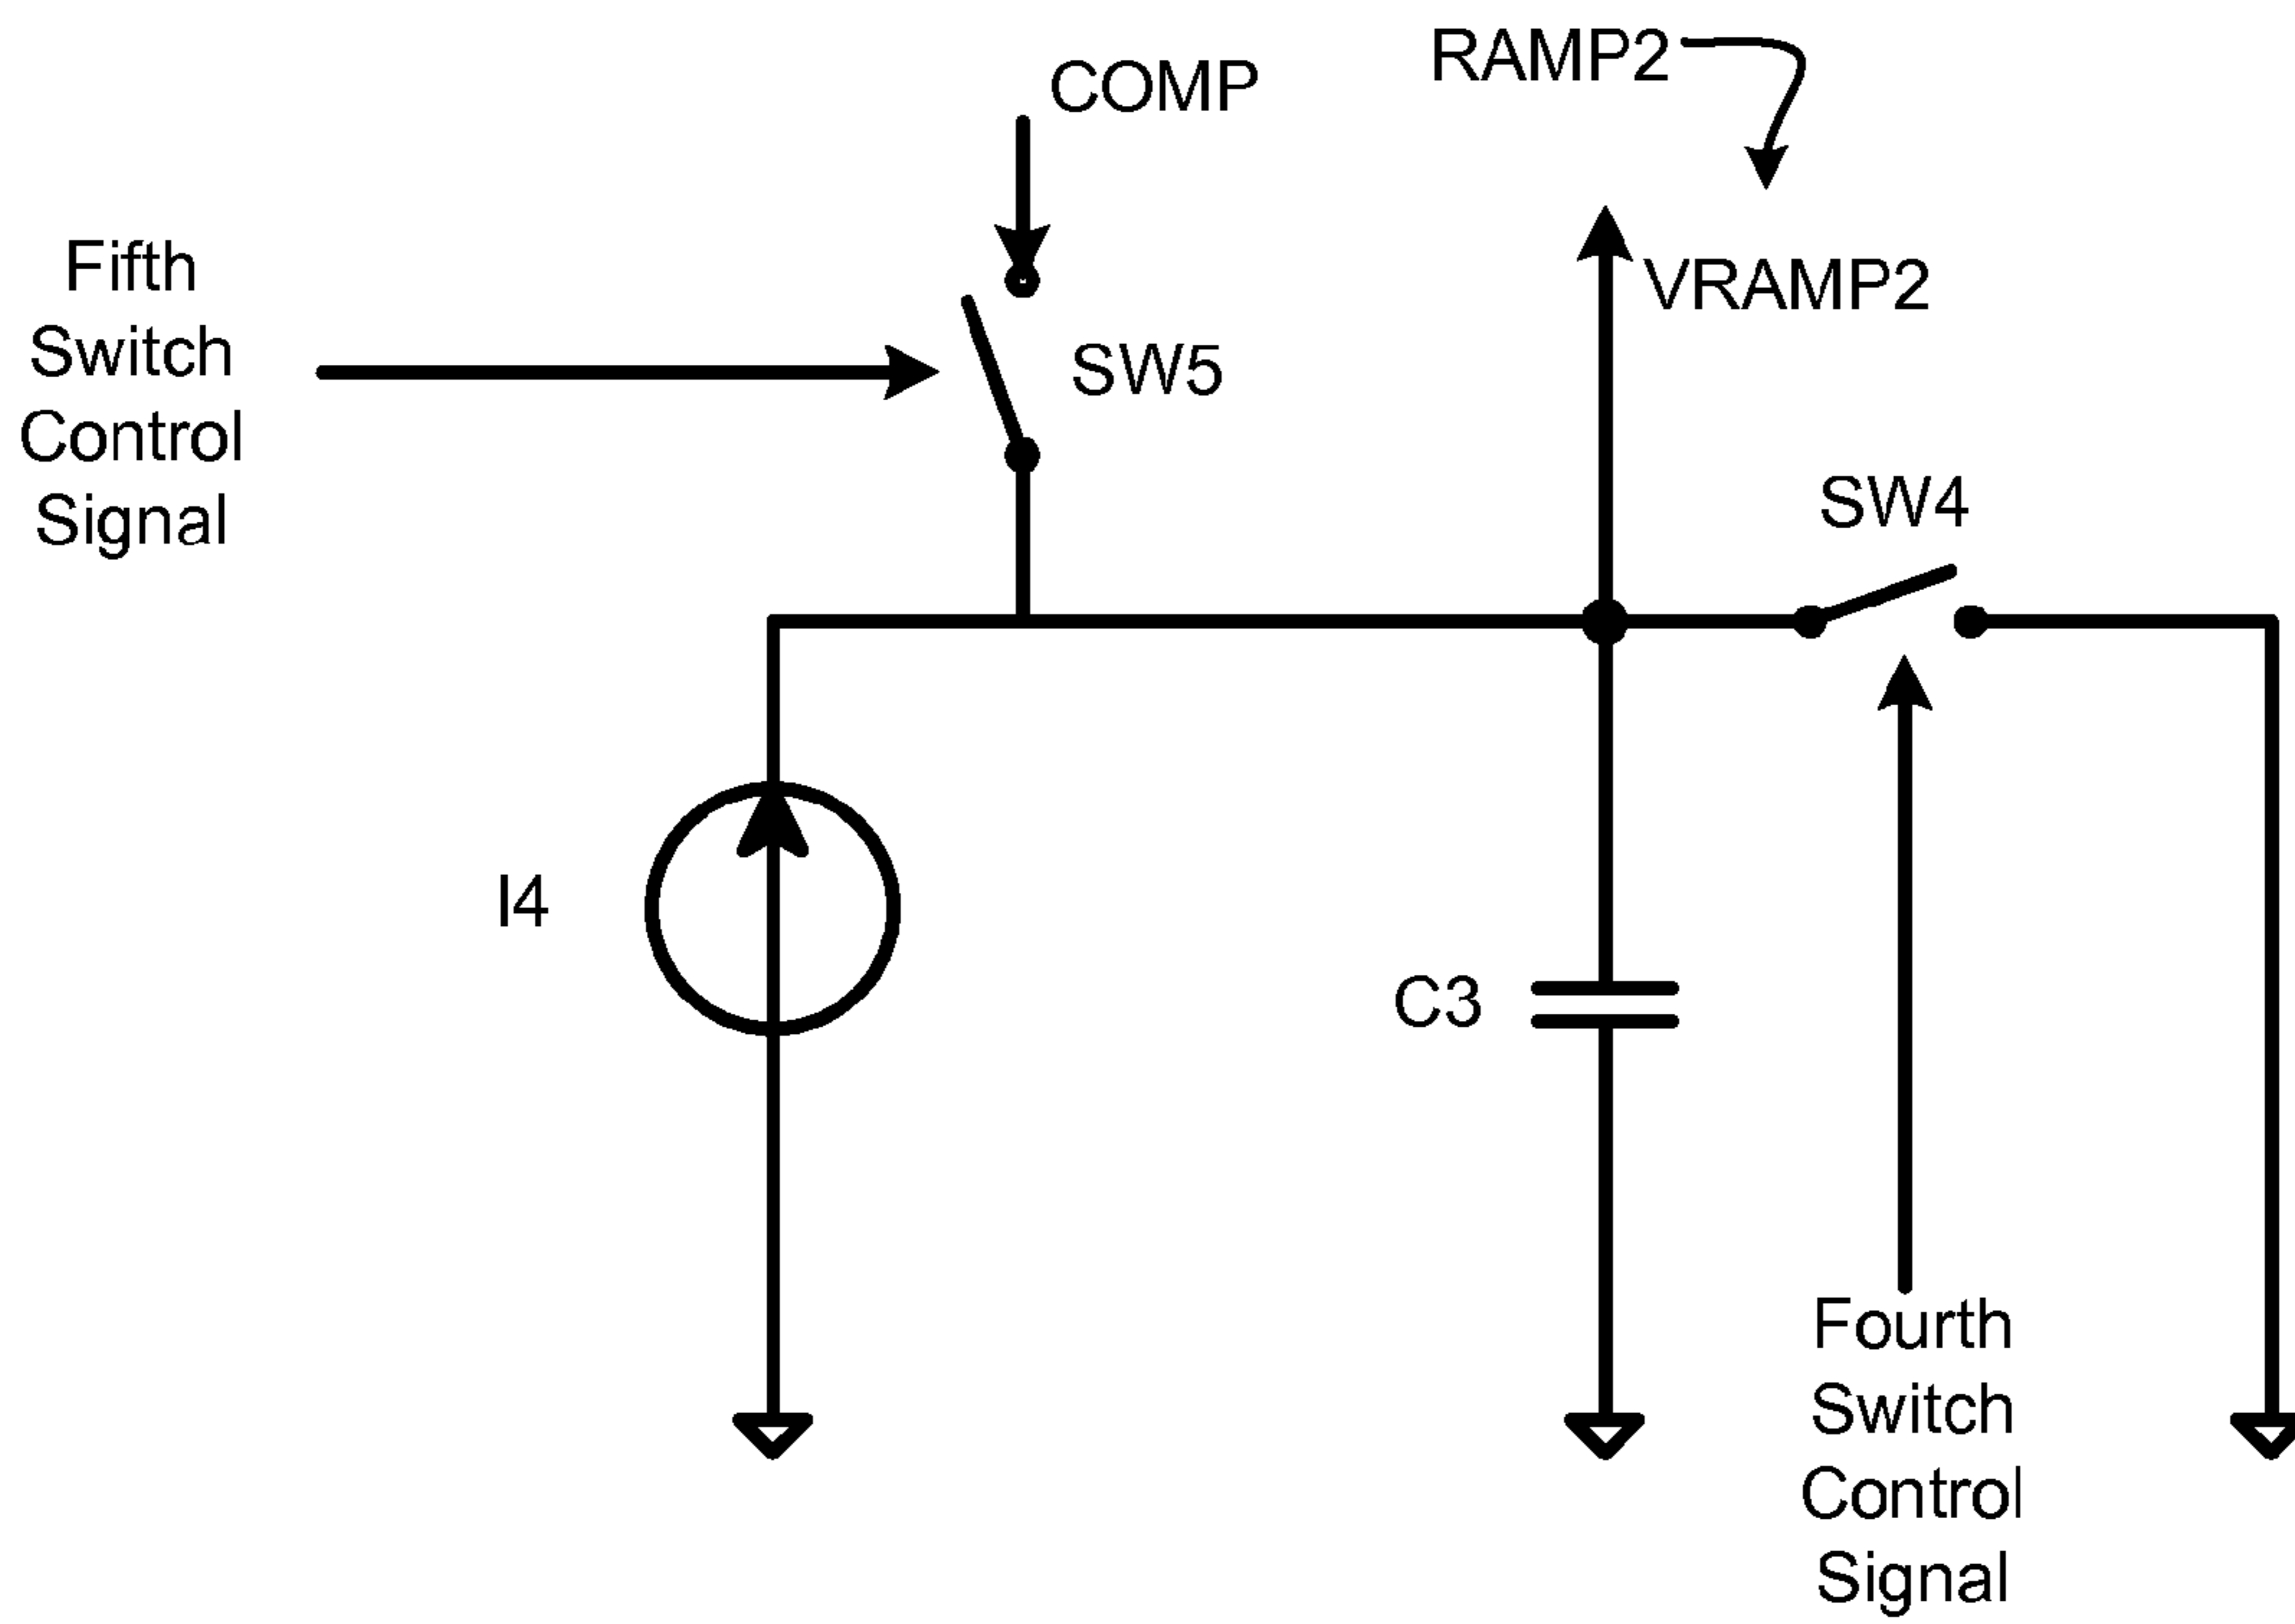 RAMP2
COMP
VRAMP2
Fifth
Switch
Control
Signal
SW5
SW4
I4
C3
Fourth
Switch
Control
Signal